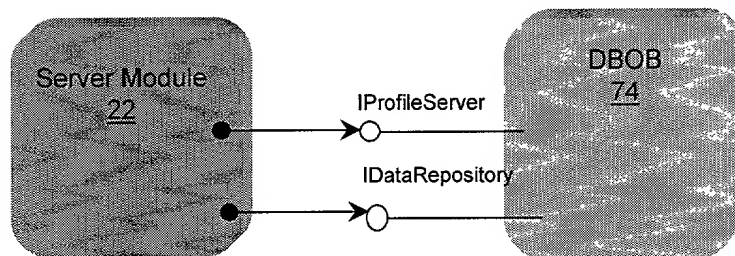 Server Module
22
IProfileServer
IDataRepository
DBOB
74